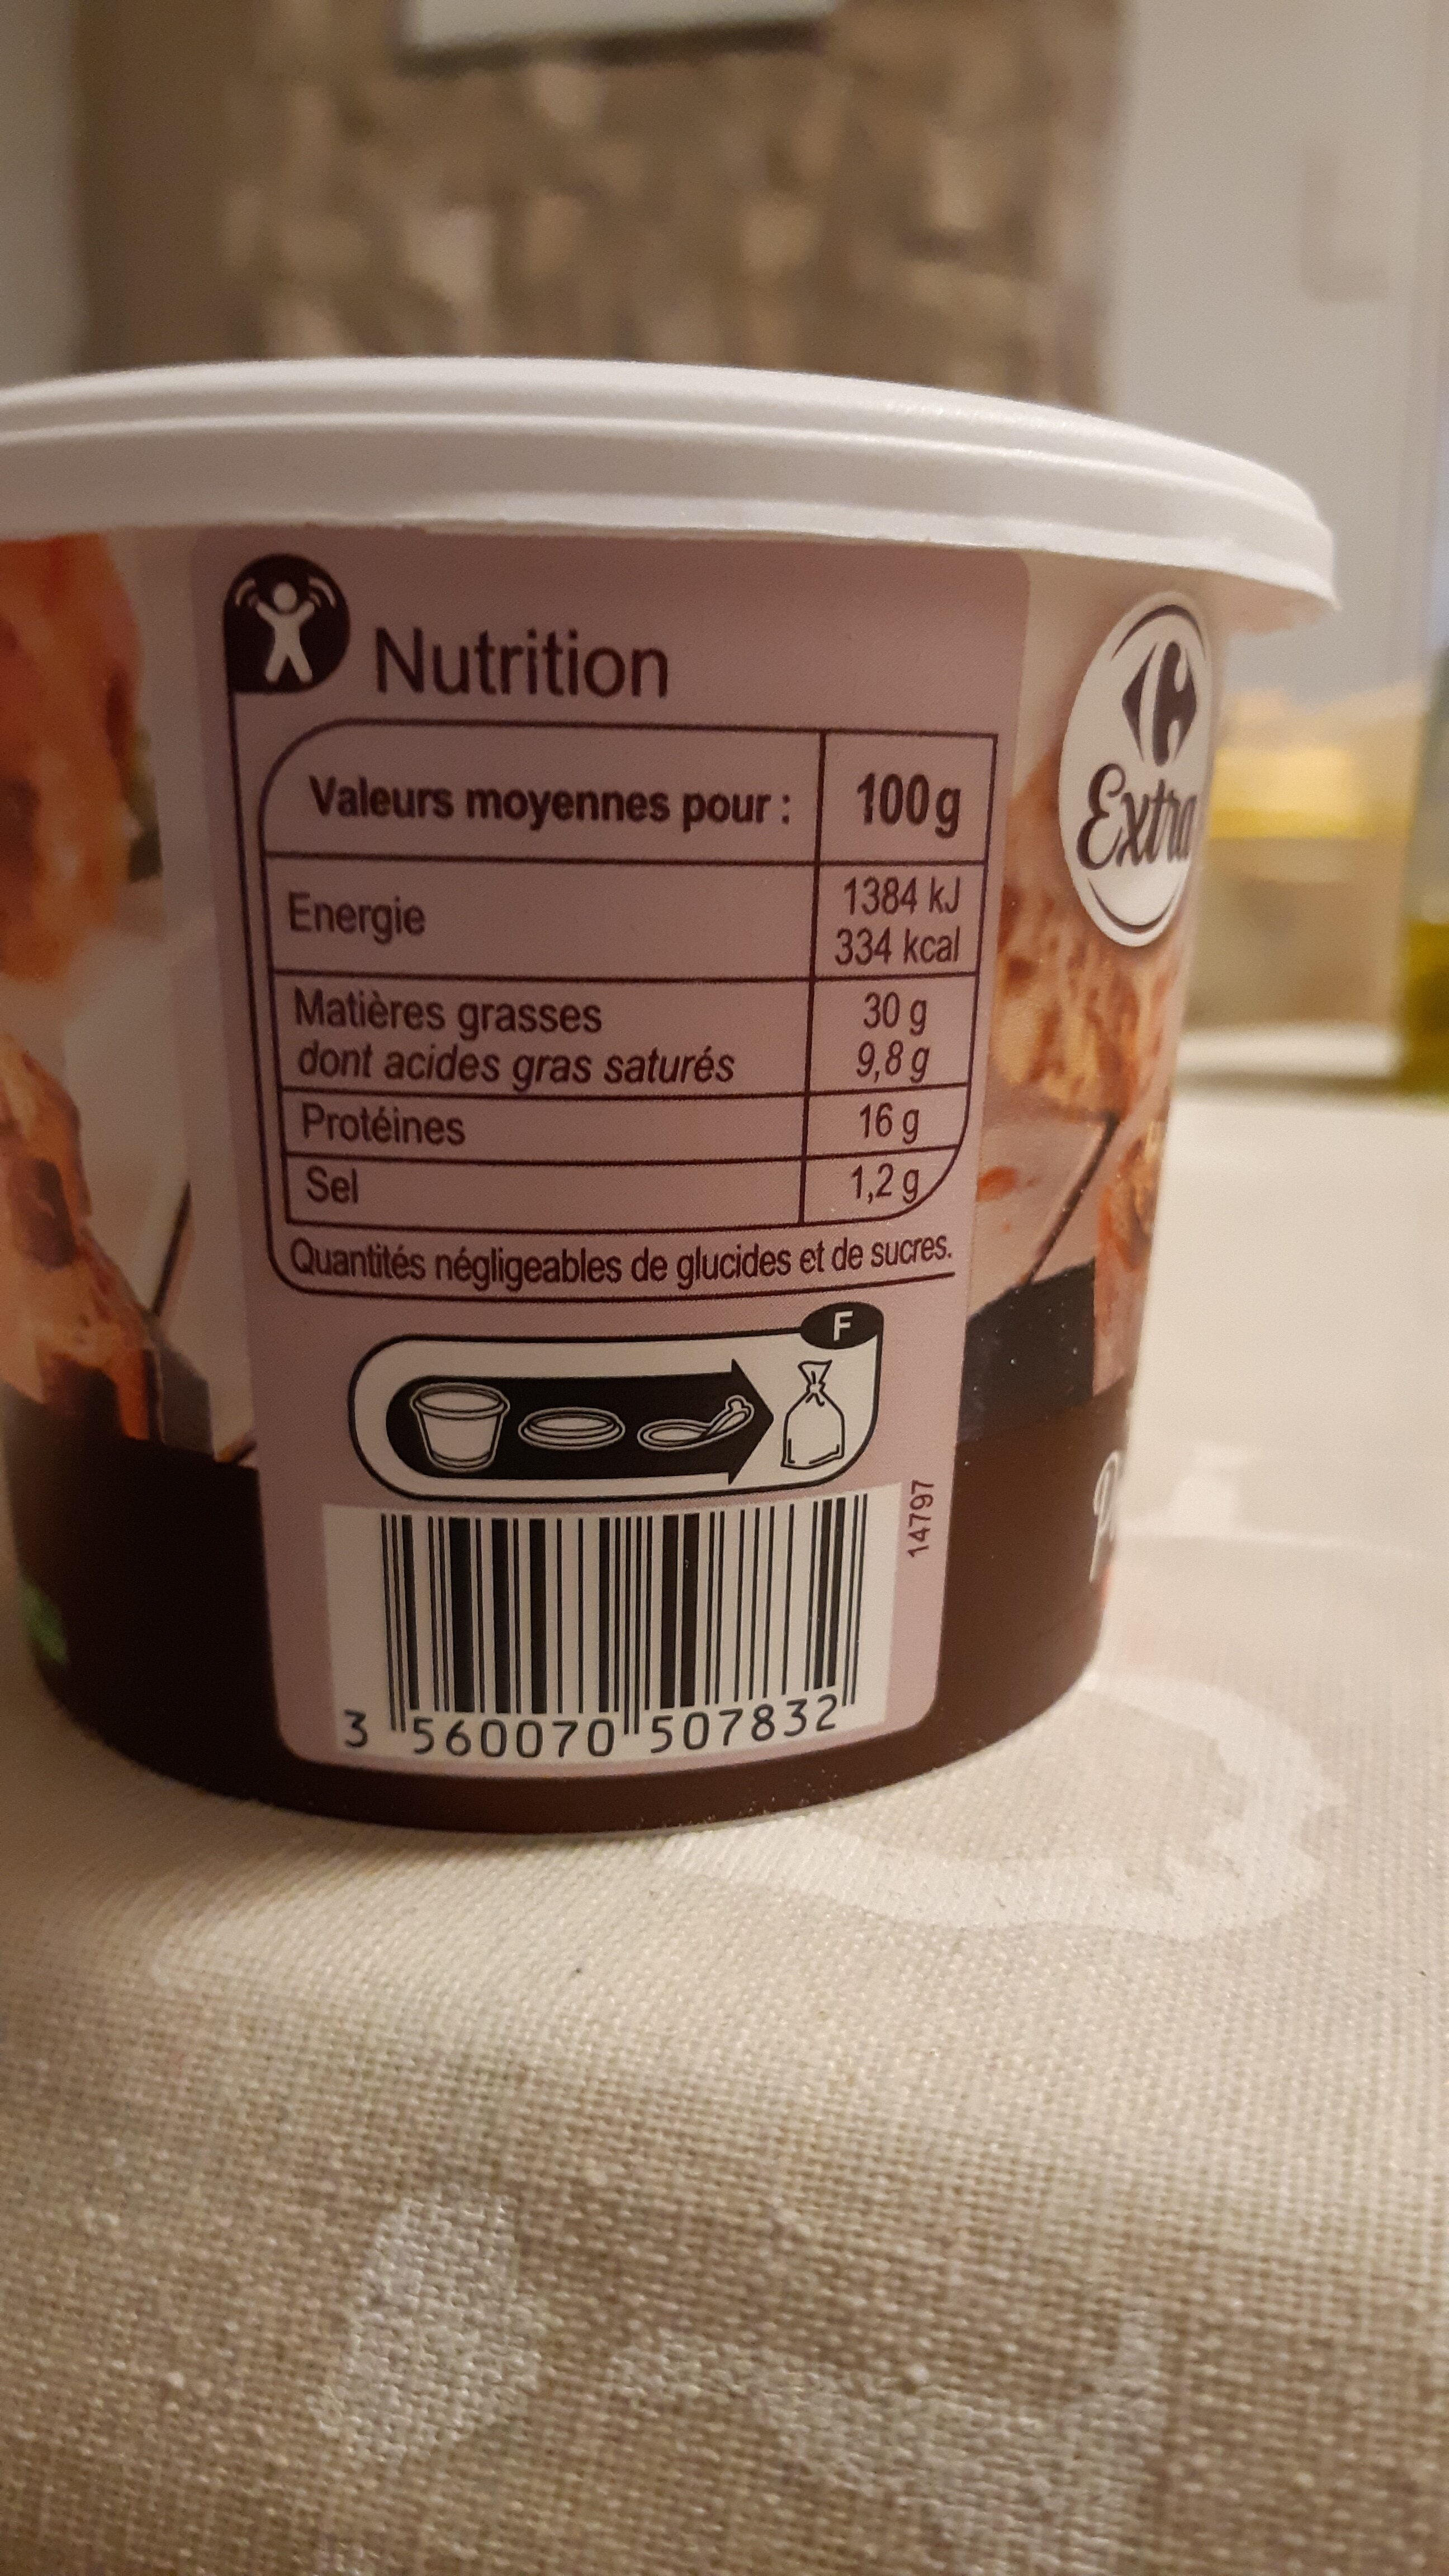 Nutrition
Valeurs moyennes pour : 100 g
Energie 1384 kJ
334 kcal
Matières grasses 30 g
dont acides gras saturés 9,8 g
Protéines 16 g
Sel 1,2 g
Quantités négligeables de glucides et de sucres.
F
14797
3 560070 507832
Extra